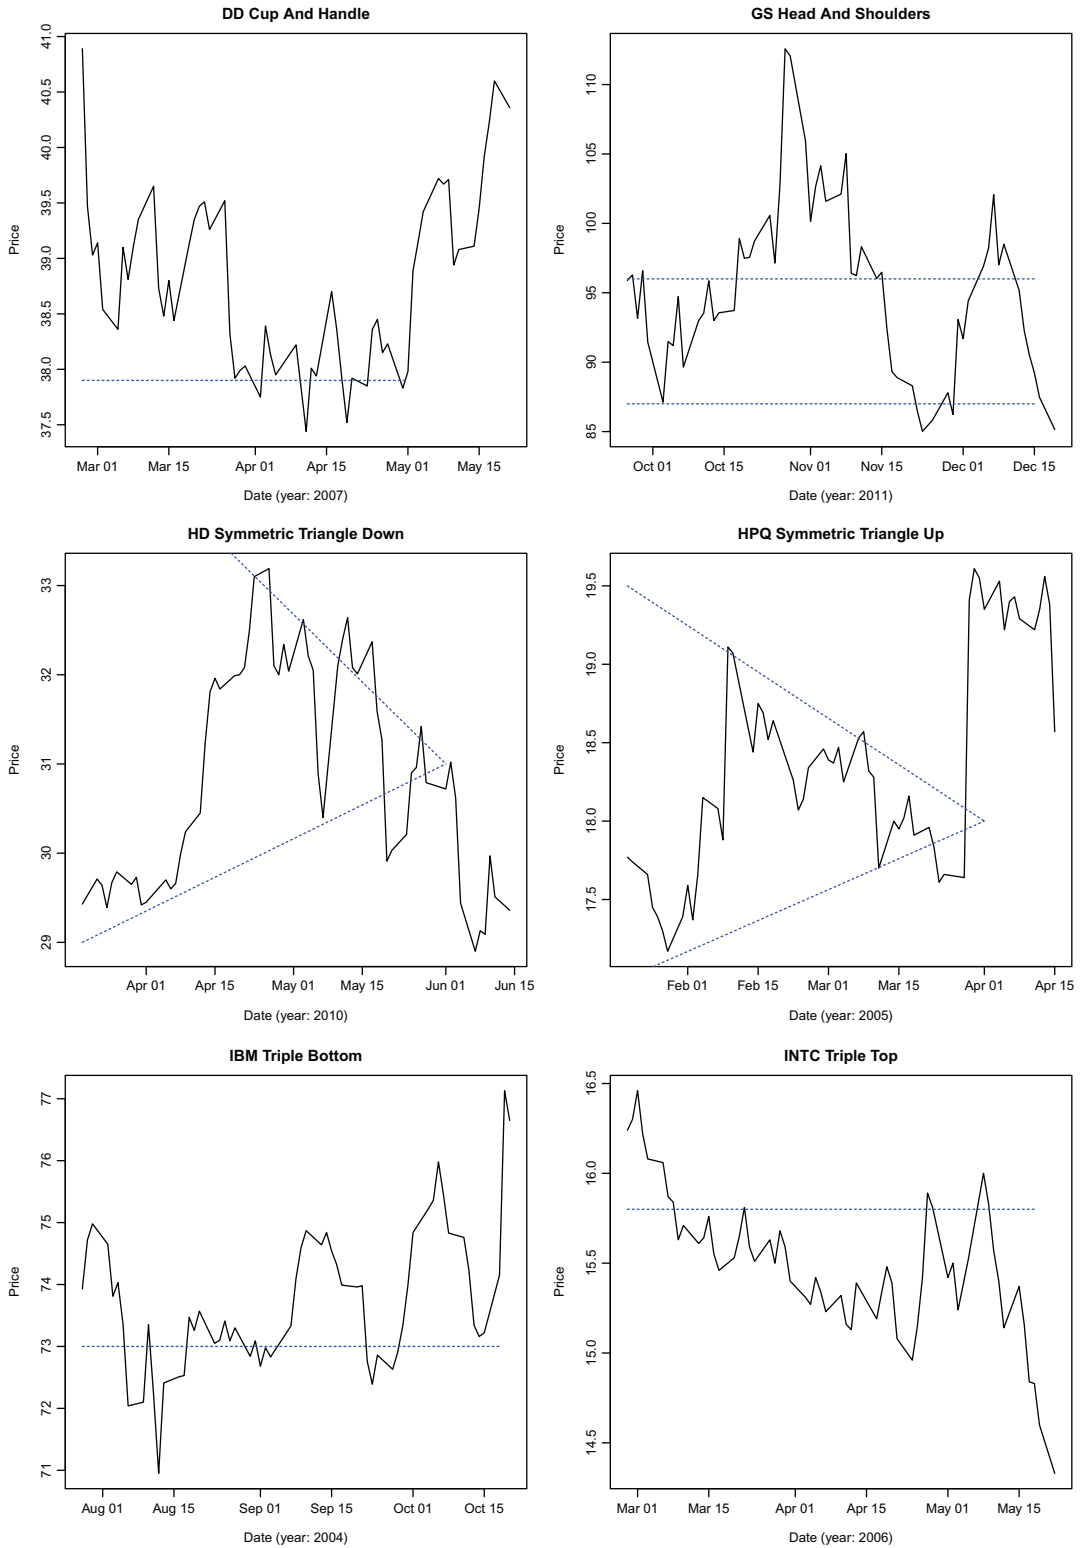 DD Cup And Handle
Price
41.0
40.5
40.0
39.5
39.0
38.5
38.0
37.5
Mar 01 Mar 15 Apr 01 Apr 15 May 01 May 15
Date (year: 2007)
GS Head And Shoulders
Price
110
105
100
95
90
85
Oct 01 Oct 15 Nov 01 Nov 15 Dec 01 Dec 15
Date (year: 2011)
HD Symmetric Triangle Down
Price
33
32
31
30
29
Apr 01 Apr 15 May 01 May 15 Jun 01 Jun 15
Date (year: 2010)
HPQ Symmetric Triangle Up
Price
19.5
19.0
18.5
18.0
17.5
Feb 01 Feb 15 Mar 01 Mar 15 Apr 01 Apr 15
Date (year: 2005)
IBM Triple Bottom
Price
77
76
75
74
73
72
71
Aug 01 Aug 15 Sep 01 Sep 15 Oct 01 Oct 15
Date (year: 2004)
INTC Triple Top
Price
16.5
16.0
15.5
15.0
14.5
Mar 01 Mar 15 Apr 01 Apr 15 May 01 May 15
Date (year: 2006)